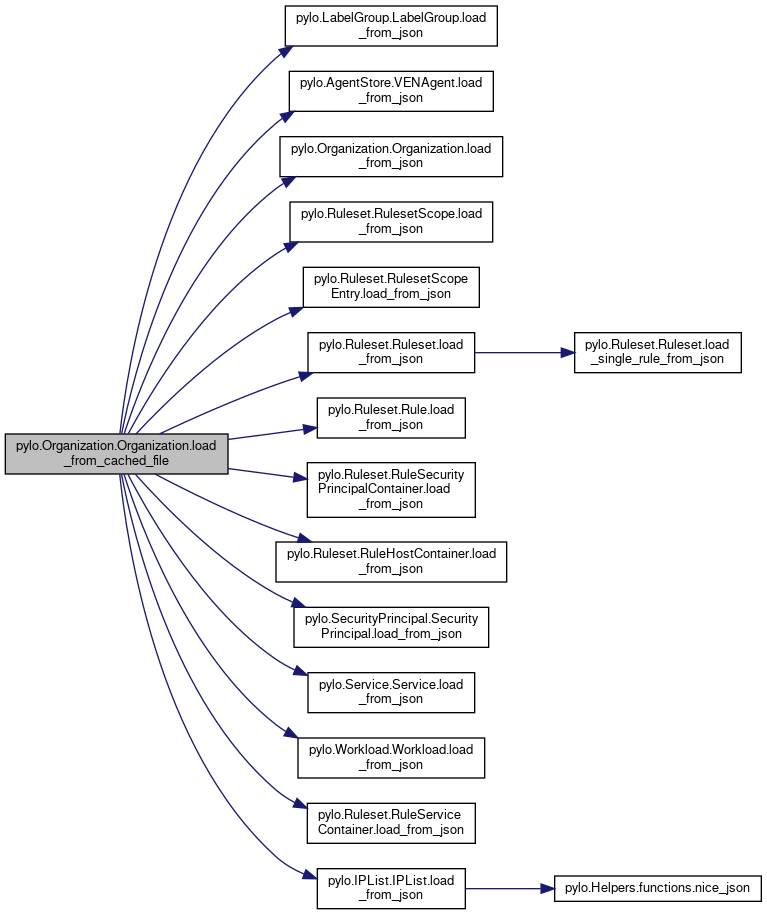 pylo.LabelGroup.LabelGroup.load
_from_json
pylo.AgentStore.VENAgent.load
_from_json
pylo.Organization.Organization.load
_from_json
pylo.Ruleset.RulesetScope.load
_from_json
pylo.Ruleset.RulesetScope
Entry.load_from_json
pylo.Ruleset.Ruleset.load
_from_json
pylo.Ruleset.Ruleset.load
_single_rule_from_json
pylo.Ruleset.Rule.load
_from_json
pylo.Organization.Organization.load
_from_cached_file
pylo.Ruleset.RuleSecurity
PrincipalContainer.load
_from_json
pylo.Ruleset.RuleHostContainer.load
_from_json
pylo.SecurityPrincipal.Security
Principal.load_from_json
pylo.Service.Service.load
_from_json
pylo.Workload.Workload.load
_from_json
pylo.Ruleset.RuleService
Container.load_from_json
pylo.IPList.IPList.load
_from_json
pylo.Helpers.functions.nice_json